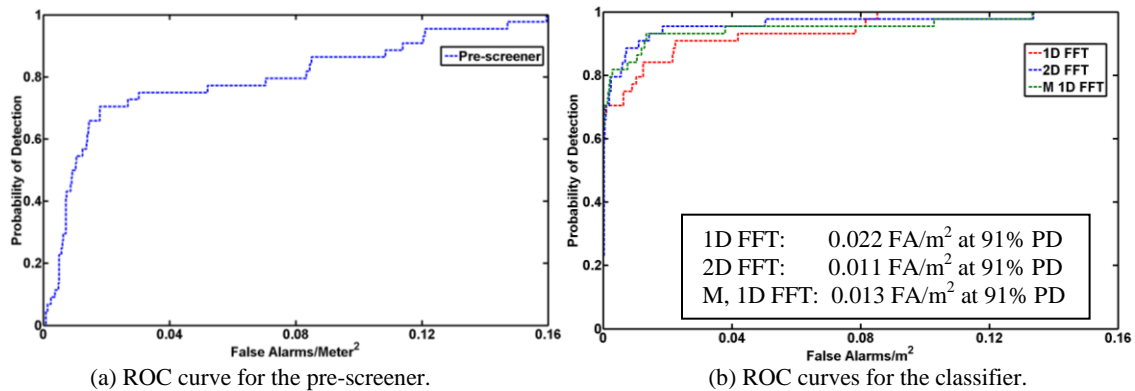 1
0.8
0.6
0.4
0.2
0
0
0.04
0.08
0.12
0.16
Probability of Detection
False Alarms/Meter²
Pre-screener
(a) ROC curve for the pre-screener.
1
0.8
0.6
0.4
0.2
0
0
0.04
0.08
0.12
0.16
Probability of Detection
False Alarms/m²
1D FFT
2D FFT
M 1D FFT
1D FFT: 0.022 FA/m² at 91% PD
2D FFT: 0.011 FA/m² at 91% PD
M, 1D FFT: 0.013 FA/m² at 91% PD
(b) ROC curves for the classifier.